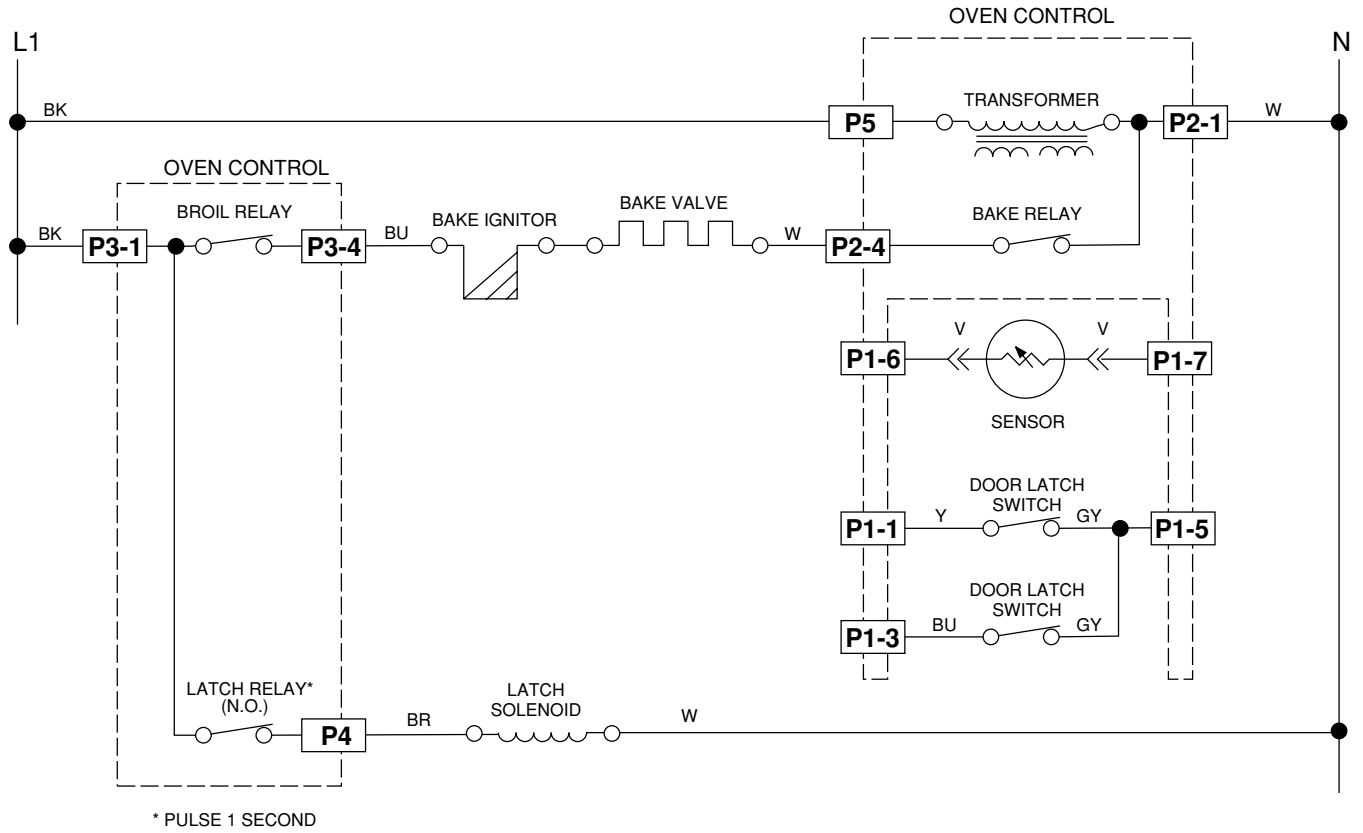 OVEN CONTROL
L1
N
BK
P5
TRANSFORMER
P2-1
W
OVEN CONTROL
BK
P3-1
BROIL RELAY
P3-4
BU
BAKE IGNITOR
BAKE VALVE
W
P2-4
BAKE RELAY
P1-6
V
V
P1-7
SENSOR
P1-1
Y
DOOR LATCH
SWITCH
GY
P1-5
P1-3
BU
DOOR LATCH
SWITCH
GY
LATCH RELAY*
(N.O.)
P4
BR
LATCH
SOLENOID
W
* PULSE 1 SECOND